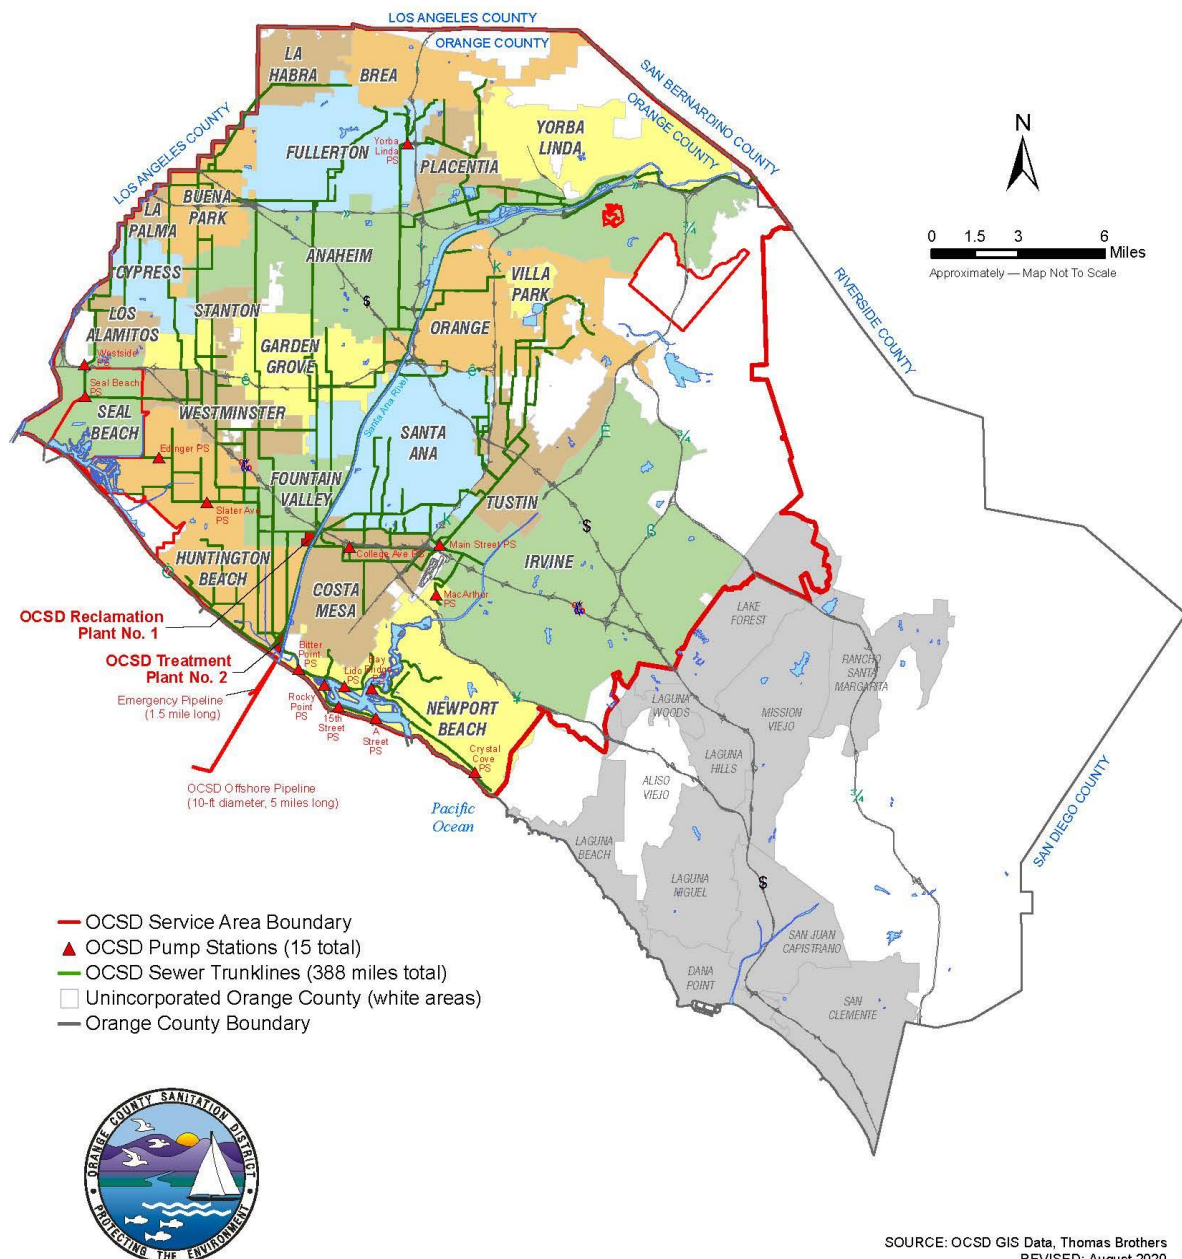 LOS ANGELES COUNTY
ORANGE COUNTY
LA
HABRA
BREA
SAN BERNARDINO COUNTY
ORANGE COUNTY
LOS ANGELES COUNTY
FULLERTON
Yorba
Linda
PS
PLACENTIA
YORBA
LINDA
N
BUENA
PARK
LA
PALMA
0 1.5 3 6 Miles
Approximately — Map Not To Scale
CYPRESS
ANAHEIM
VILLA
PARK
RIVERSIDE COUNTY
STANTON
LOS
ALAMITOS
ORANGE
GARDEN
GROVE
Westside
PS
Seal Beach
PS
SEAL
BEACH
WESTMINSTER
Santa Ana River
SANTA
ANA
Edinger PS
FOUNTAIN
VALLEY
TUSTIN
Slater Ave
PS
HUNTINGTON
BEACH
College Ave PS
Main Street PS
IRVINE
COSTA
MESA
MacArthur
PS
OCSD Reclamation
Plant No. 1
OCSD Treatment
Plant No. 2
Emergency Pipeline
(1.5 mile long)
Bitter
Point
PS
Lido
PS
Bay
Bridge
PS
Rocky
Point
PS
15th
Street
PS
A
Street
PS
NEWPORT
BEACH
Crystal
Cove
PS
OCSD Offshore Pipeline
(10-ft diameter, 5 miles long)
Pacific
Ocean
LAKE
FOREST
RANCHO
SANTA
MARGARITA
LAGUNA
WOODS
MISSION
VIEJO
LAGUNA
HILLS
ALISO
VIEJO
LAGUNA
BEACH
LAGUNA
NIGUEL
SAN JUAN
CAPISTRANO
DANA
POINT
SAN
CLEMENTE
SAN DIEGO COUNTY
OCSD Service Area Boundary
OCSD Pump Stations (15 total)
OCSD Sewer Trunklines (388 miles total)
Unincorporated Orange County (white areas)
Orange County Boundary
ORANGE COUNTY SANITATION DISTRICT
PROTECTING THE ENVIRONMENT
SOURCE: OCSD GIS Data, Thomas Brothers
REVISED: August 2020